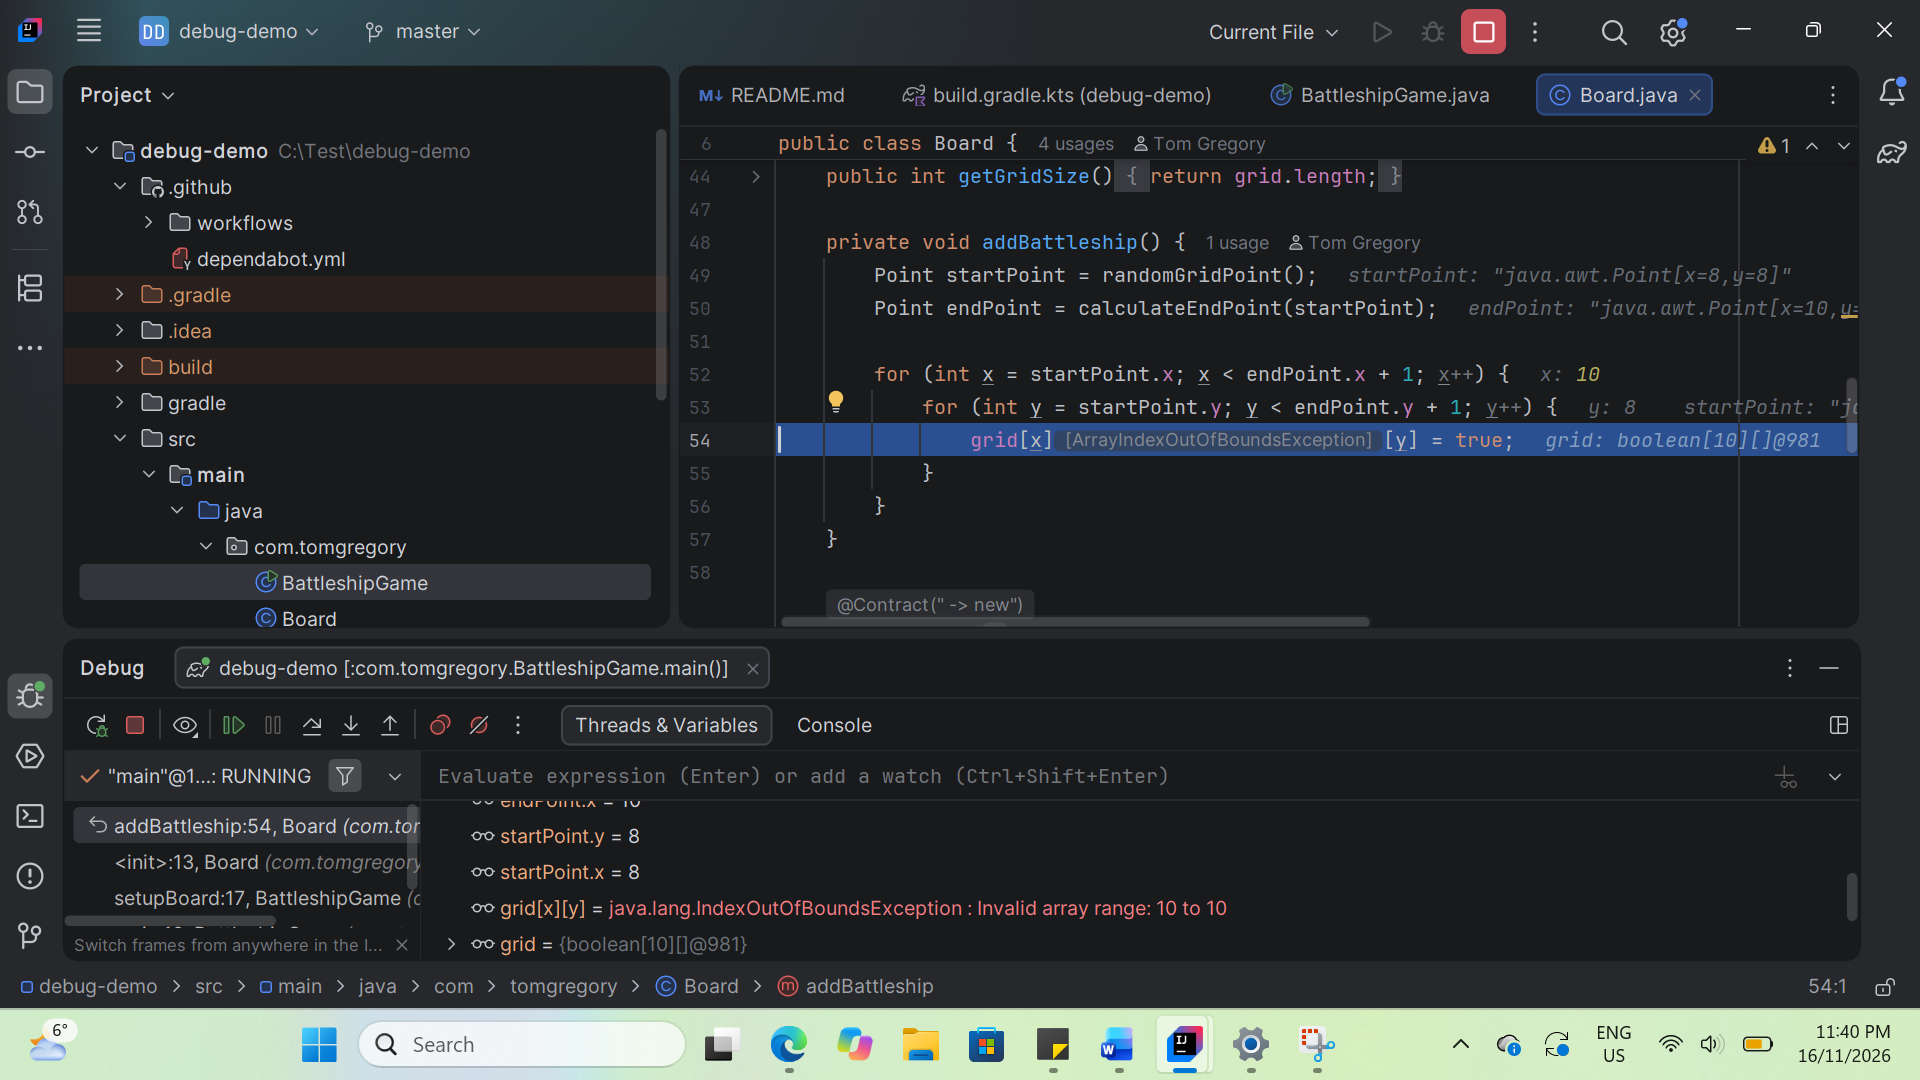 DD debug-demo master Current File
Project
debug-demo C:\Test\debug-demo
.github
workflows
dependabot.yml
.gradle
.idea
build
gradle
src
main
java
com.tomgregory
BattleshipGame
Board
README.md build.gradle.kts (debug-demo) BattleshipGame.java Board.java
6 public class Board { 4 usages Tom Gregory 1
44 public int getGridSize() { return grid.length; }
47
48 private void addBattleship() { 1 usage Tom Gregory
49 Point startPoint = randomGridPoint(); startPoint: "java.awt.Point[x=8,y=8]"
50 Point endPoint = calculateEndPoint(startPoint); endPoint: "java.awt.Point[x=10,y=
51
52 for (int x = startPoint.x; x < endPoint.x + 1; x++) { x: 10
53 for (int y = startPoint.y; y < endPoint.y + 1; y++) { y: 8 startPoint: "ja
54 grid[x] [ArrayIndexOutOfBoundsException] [y] = true; grid: boolean[10][]@981
55 }
56 }
57 }
58
@Contract(" -> new")
Debug debug-demo [:com.tomgregory.BattleshipGame.main()]
Threads & Variables Console
"main"@1...: RUNNING
Evaluate expression (Enter) or add a watch (Ctrl+Shift+Enter)
addBattleship:54, Board (com.tom
<init>:13, Board (com.tomgregory
setupBoard:17, BattleshipGame (c
Switch frames from anywhere in the I...
endPoint.x = 10
startPoint.y = 8
startPoint.x = 8
grid[x][y] = java.lang.IndexOutOfBoundsException : Invalid array range: 10 to 10
grid = {boolean[10][]@981}
debug-demo > src > main > java > com > tomgregory > Board > addBattleship 54:1
6°
Search
ENG
US
11:40 PM
16/11/2026